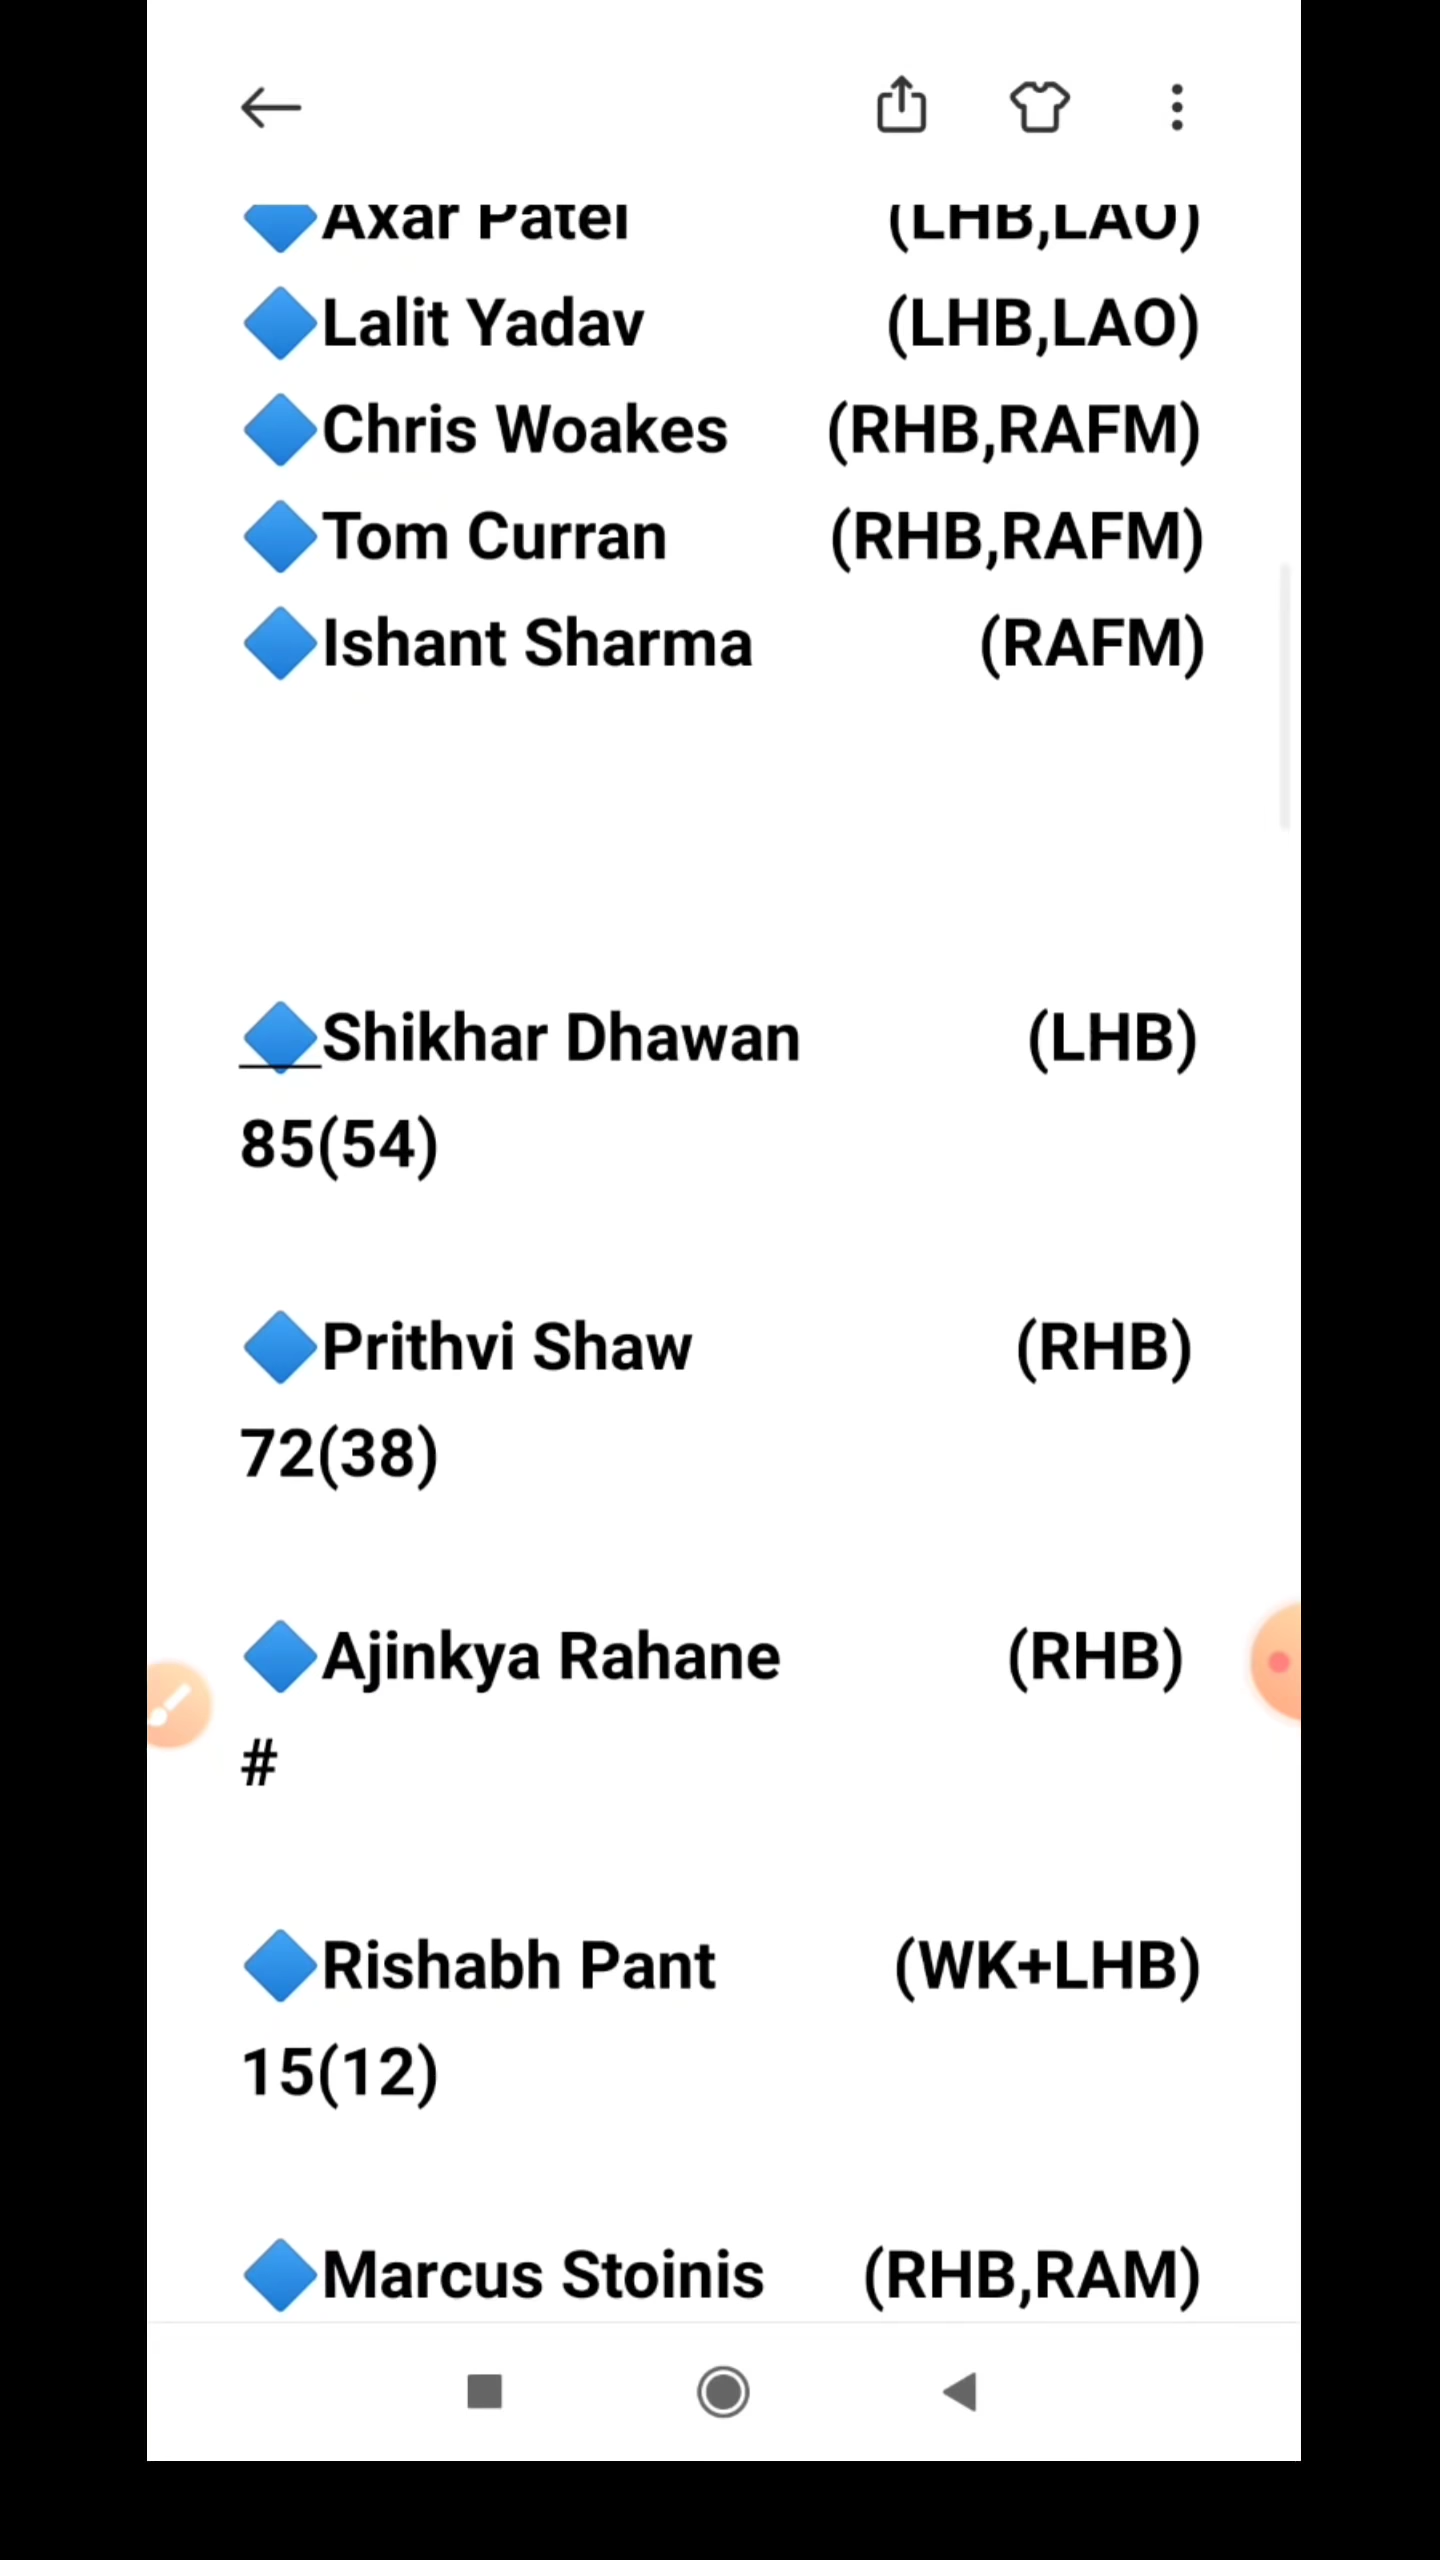 🔷Axar Patel (LHB,LAO)
🔷Lalit Yadav (LHB,LAO)
🔷Chris Woakes (RHB,RAFM)
🔷Tom Curran (RHB,RAFM)
🔷Ishant Sharma (RAFM)
🔷Shikhar Dhawan (LHB)
85(54)
🔷Prithvi Shaw (RHB)
72(38)
🔷Ajinkya Rahane (RHB)
#
🔷Rishabh Pant (WK+LHB)
15(12)
🔷Marcus Stoinis (RHB,RAM)